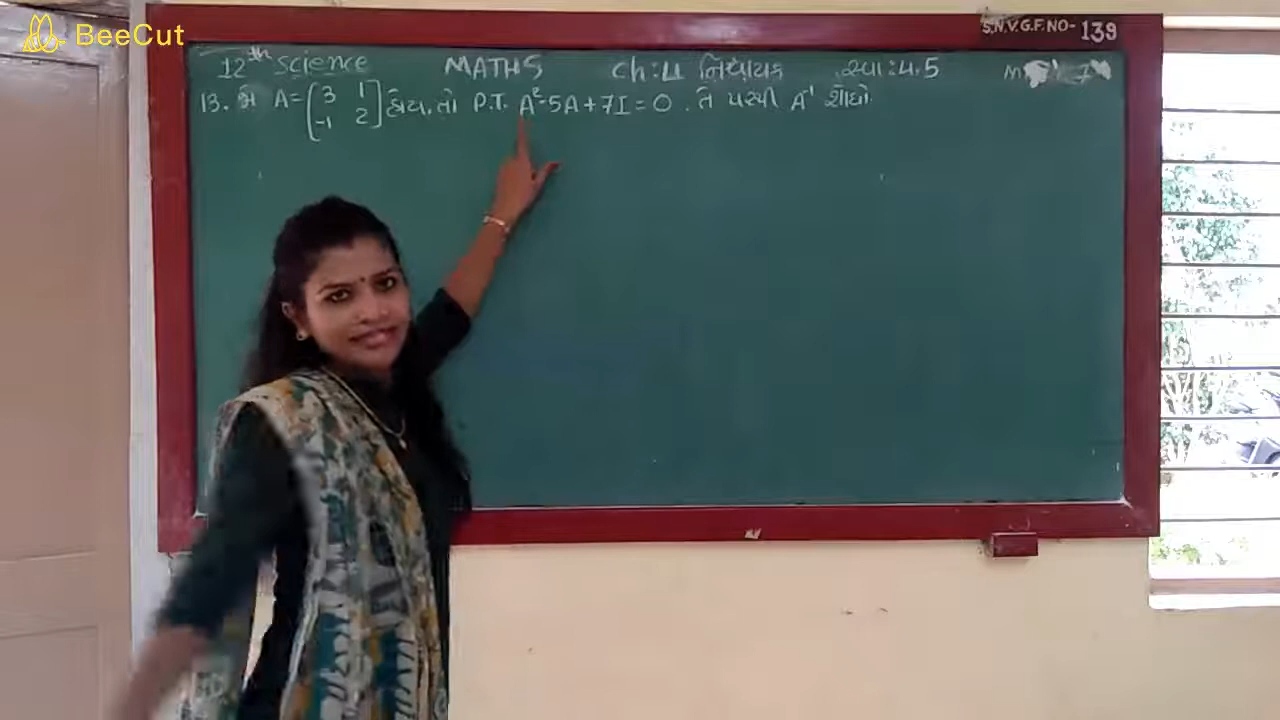 BeeCut
S.N.V.G.F.NO- 139
12th Science MATHS Ch:4 નિશ્ચાયક સ્વા:4.5
13. જો A = [3 1 હોય, તો P.T. A²-5A+7I=0. તે પરથી A⁻¹ શોધો.
-1 2]